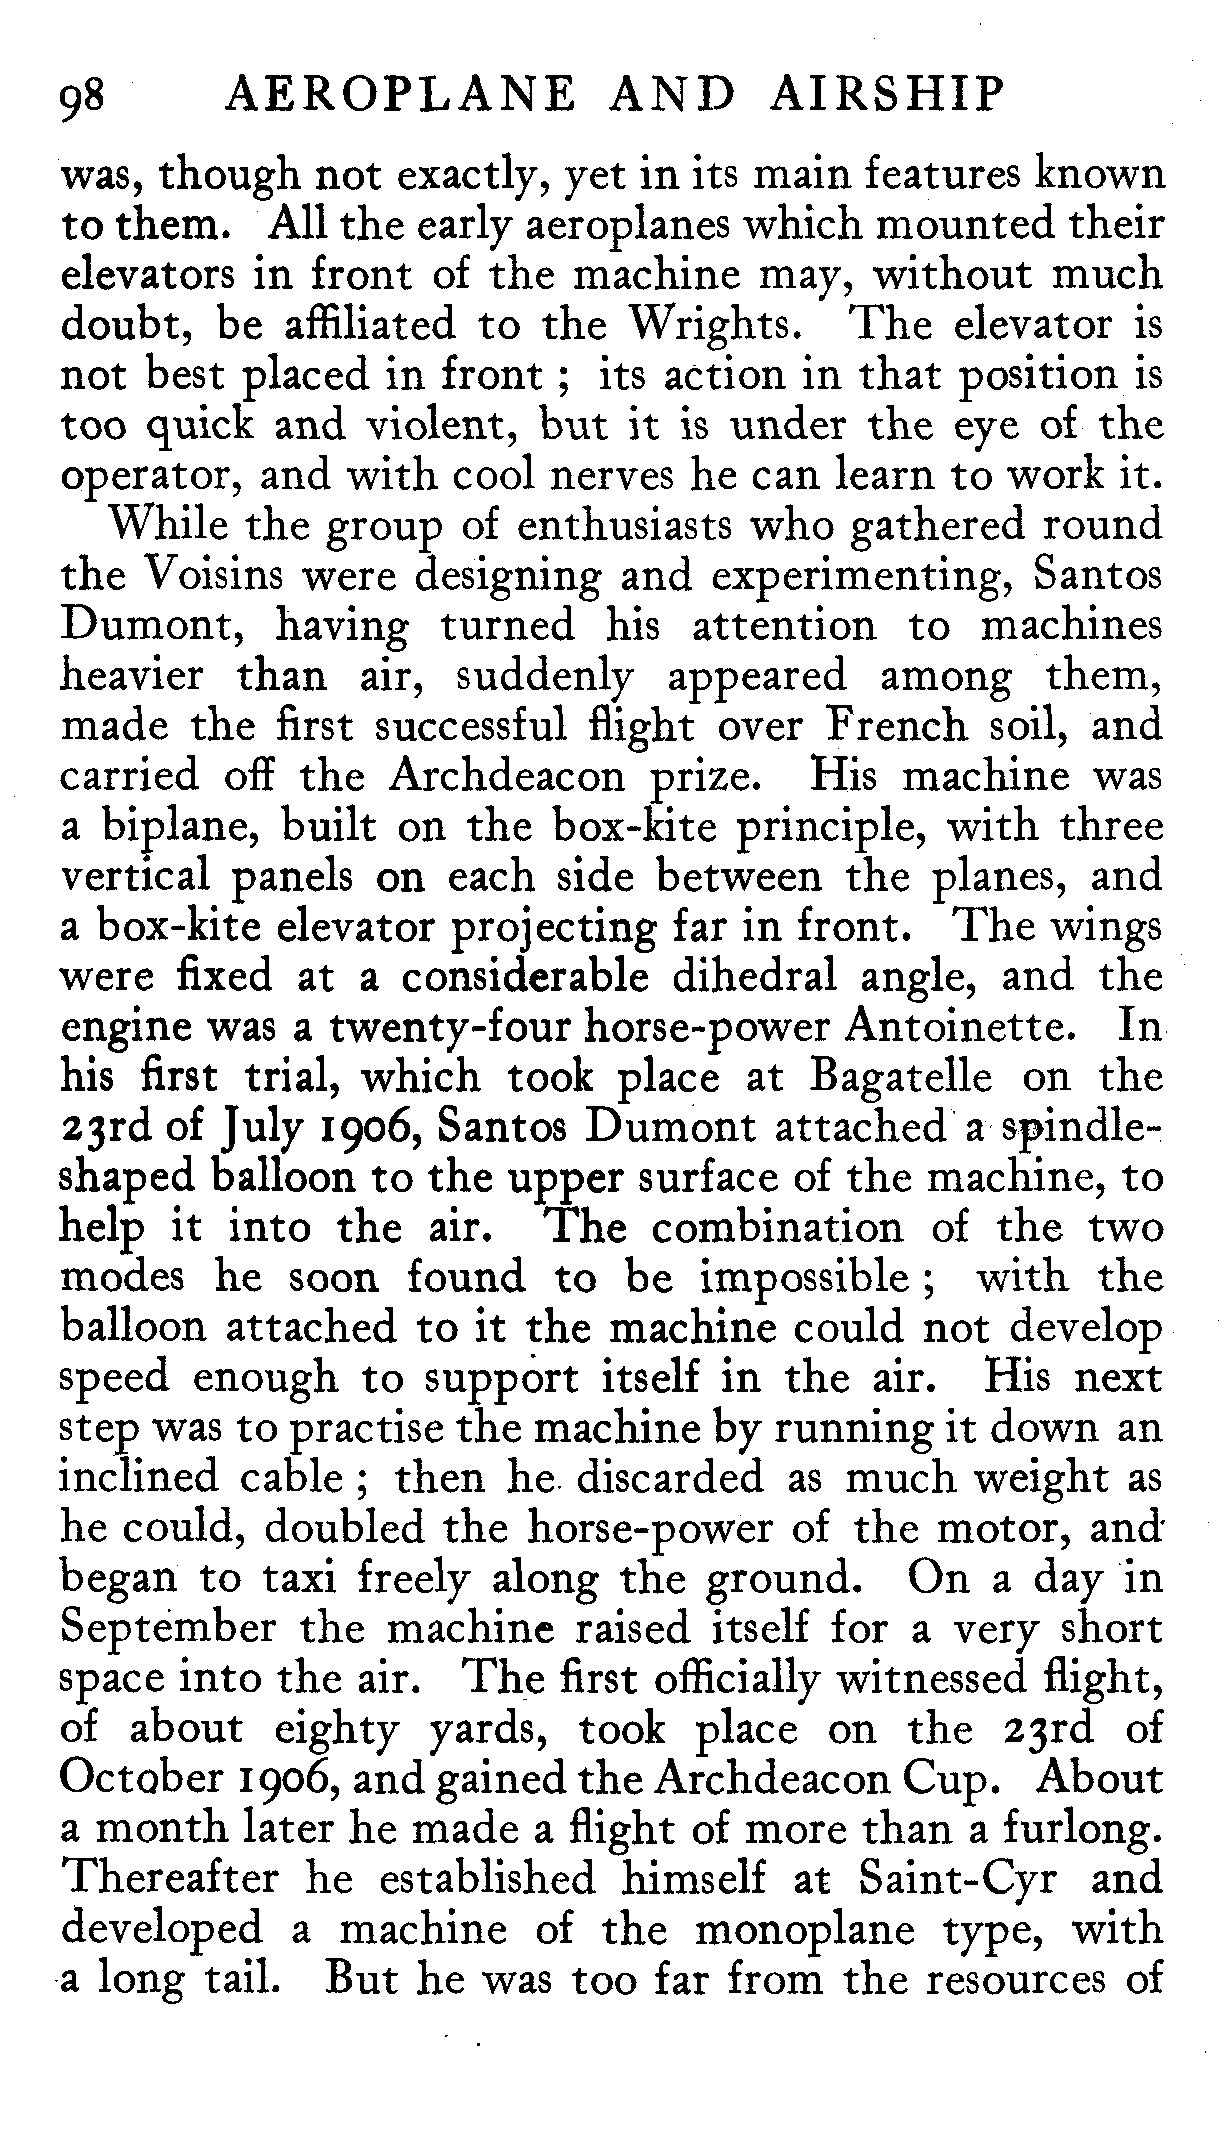 98 AEROPLANE AND AIRSHIP
was, though not exactly, yet in its main features known
to them. All the early aeroplanes which mounted their
elevators in front of the machine may, without much
doubt, be affiliated to the Wrights. The elevator is
not best placed in front ; its action in that position is
too quick and violent, but it is under the eye of the
operator, and with cool nerves he can learn to work it.
While the group of enthusiasts who gathered round
the Voisins were designing and experimenting, Santos
Dumont, having turned his attention to machines
heavier than air, suddenly appeared among them,
made the first successful flight over French soil, and
carried off the Archdeacon prize. His machine was
a biplane, built on the box-kite principle, with three
vertical panels on each side between the planes, and
a box-kite elevator projecting far in front. The wings
were fixed at a considerable dihedral angle, and the
engine was a twenty-four horse-power Antoinette. In
his first trial, which took place at Bagatelle on the
23rd of July 1906, Santos Dumont attached a spindle-
shaped balloon to the upper surface of the machine, to
help it into the air. The combination of the two
modes he soon found to be impossible ; with the
balloon attached to it the machine could not develop
speed enough to support itself in the air. His next
step was to practise the machine by running it down an
inclined cable ; then he discarded as much weight as
he could, doubled the horse-power of the motor, and
began to taxi freely along the ground. On a day in
September the machine raised itself for a very short
space into the air. The first officially witnessed flight,
of about eighty yards, took place on the 23rd of
October 1906, and gained the Archdeacon Cup. About
a month later he made a flight of more than a furlong.
Thereafter he established himself at Saint-Cyr and
developed a machine of the monoplane type, with
a long tail. But he was too far from the resources of